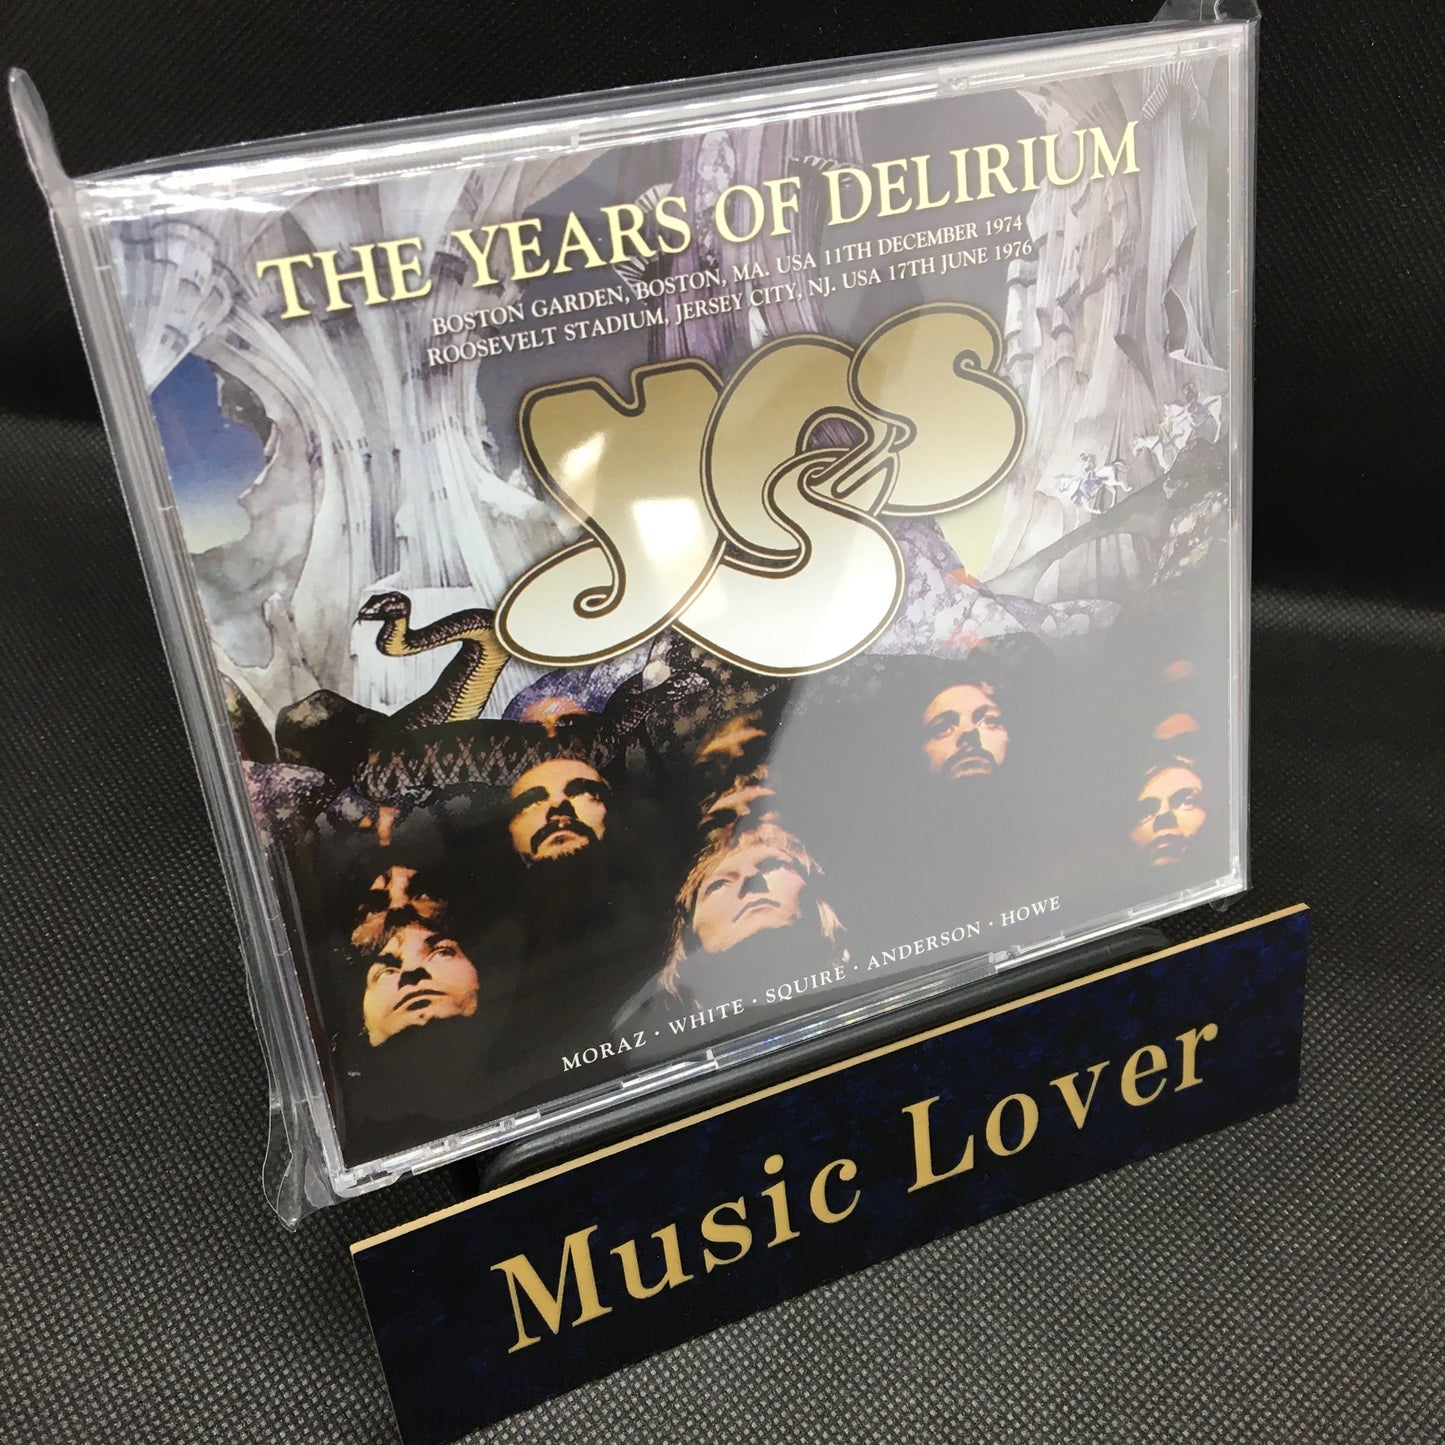 THE YEARS OF DELIRIUM
BOSTON GARDEN, BOSTON, MA. USA 11TH DECEMBER 1974
ROOSEVELT STADIUM, JERSEY CITY, NJ. USA 17TH JUNE 1976
yes
MORAZ · WHITE · SQUIRE · ANDERSON · HOWE
Music Lover